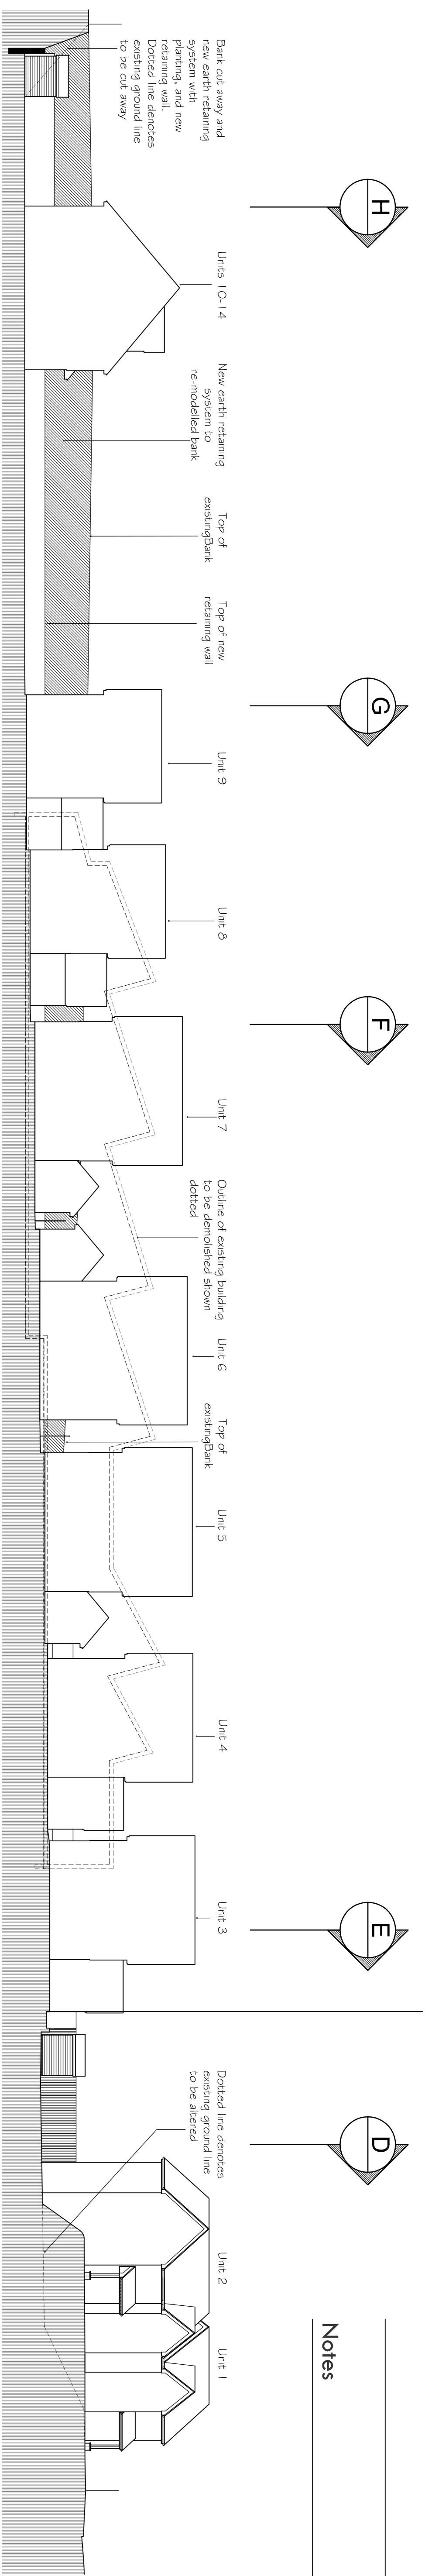 H
G
F
E
D
Notes
Bank cut away and
new earth retaining
system with
planting, and new
retaining wall.
Dotted line denotes
existing ground line
to be cut away
Units 10-14
New earth retaining
system to
re-modelled bank
Top of
existingBank
Top of new
retaining wall
Unit 9
Unit 8
Unit 7
Outline of existing building
to be demolished shown
dotted
Unit 6
Top of
existingBank
Unit 5
Unit 4
Unit 3
Dotted line denotes
existing ground line
to be altered
Unit 2
Unit 1